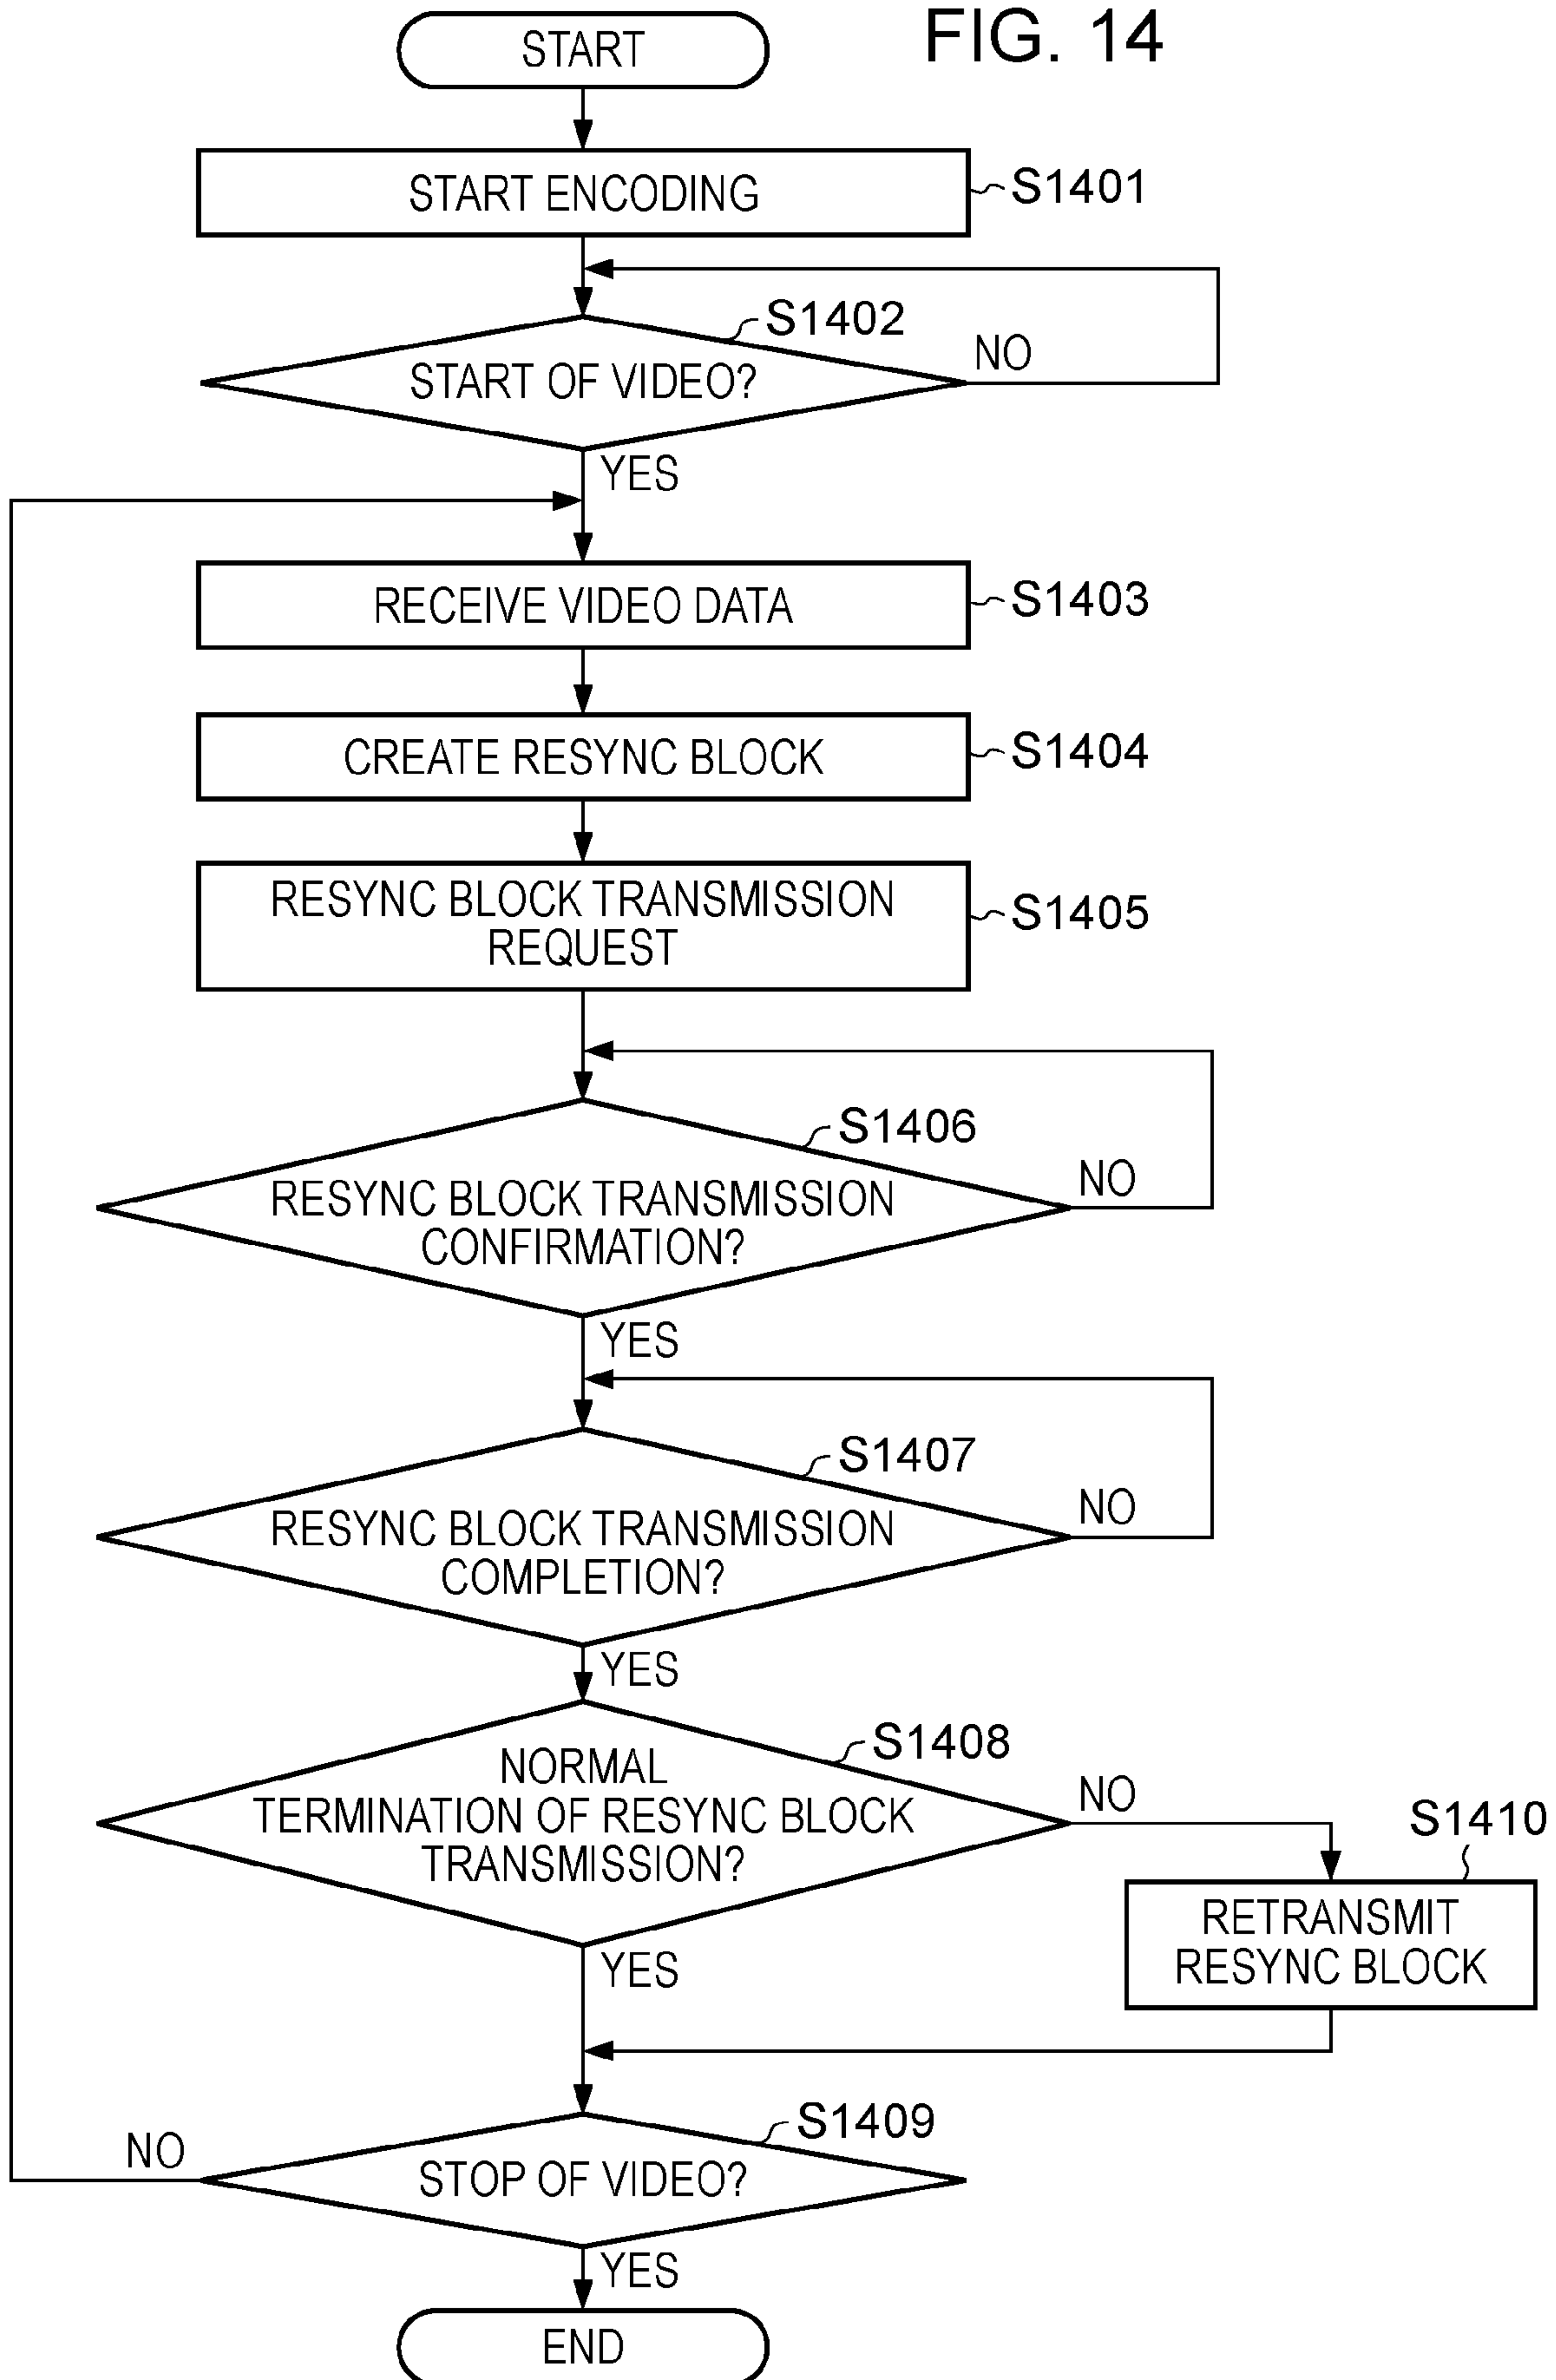 FIG. 14
START
START ENCODING
S1401
S1402
START OF VIDEO?
NO
YES
RECEIVE VIDEO DATA
S1403
CREATE RESYNC BLOCK
S1404
RESYNC BLOCK TRANSMISSION
REQUEST
S1405
S1406
RESYNC BLOCK TRANSMISSION
CONFIRMATION?
NO
YES
S1407
RESYNC BLOCK TRANSMISSION
COMPLETION?
NO
YES
S1408
NORMAL
TERMINATION OF RESYNC BLOCK
TRANSMISSION?
NO
S1410
RETRANSMIT
RESYNC BLOCK
YES
S1409
NO
STOP OF VIDEO?
YES
END